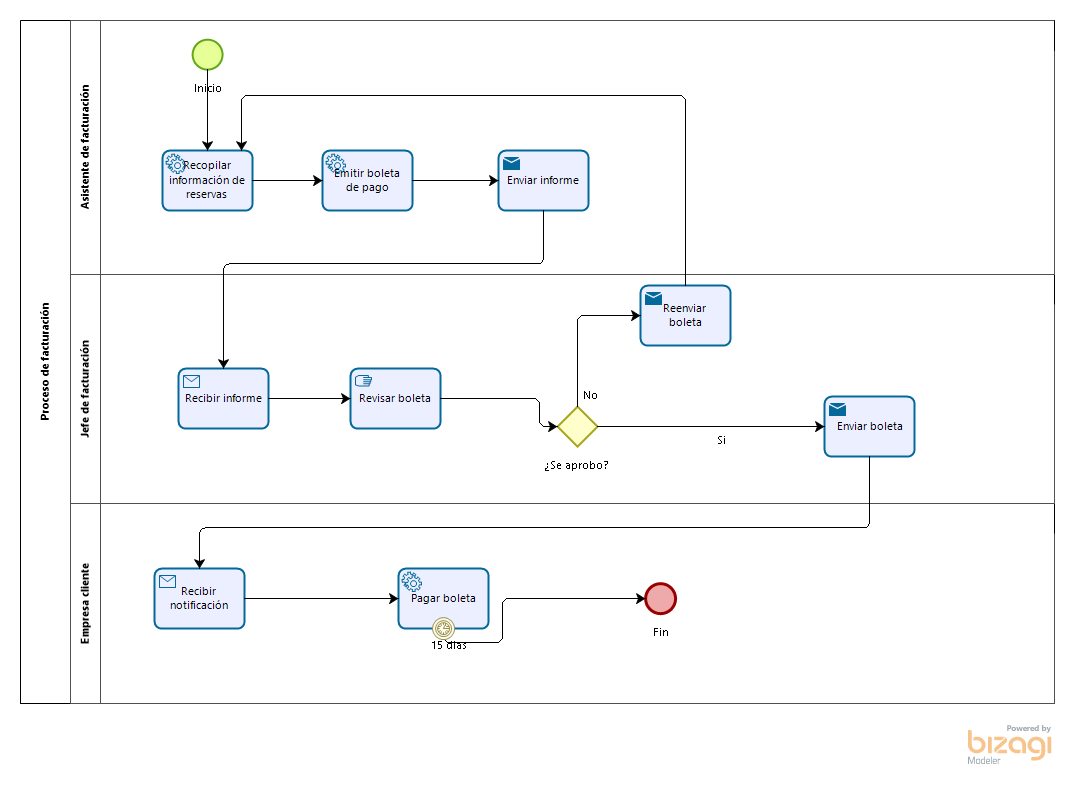 Proceso de facturación
Asistente de facturación
Inicio
Recopilar
información de
reservas
Emitir boleta
de pago
Enviar informe
Jefe de facturación
Reenviar
boleta
Recibir informe
Revisar boleta
No
¿Se aprobo?
Si
Enviar boleta
Empresa cliente
Recibir
notificación
Pagar boleta
15 días
Fin
Powered by
bizagi
Modeler